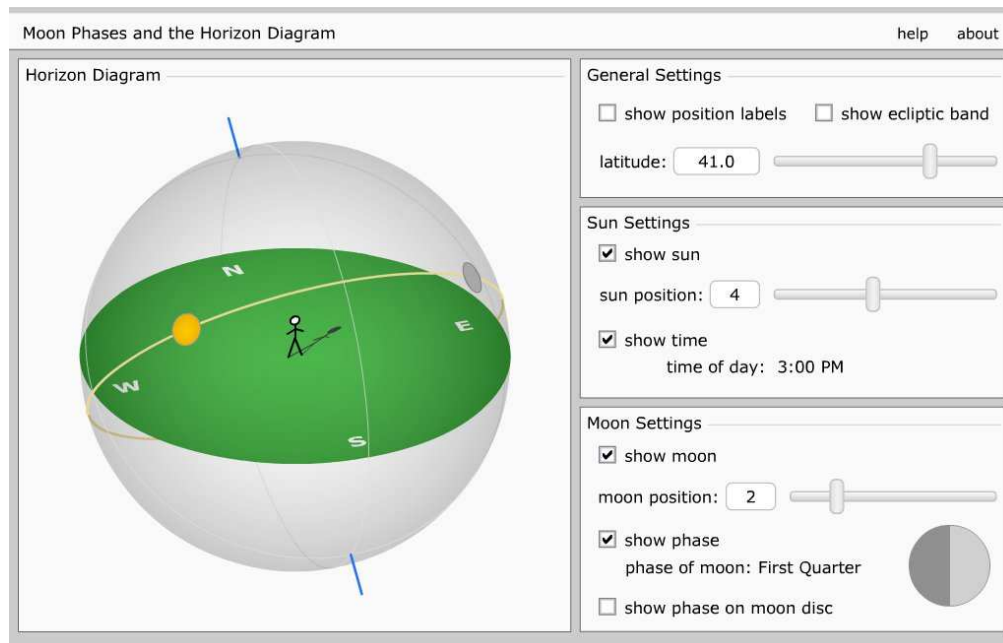 Moon Phases and the Horizon Diagram
help about
Horizon Diagram
N
E
W
S
General Settings
show position labels show ecliptic band
latitude: 41.0
Sun Settings
show sun
sun position: 4
show time
time of day: 3:00 PM
Moon Settings
show moon
moon position: 2
show phase
phase of moon: First Quarter
show phase on moon disc